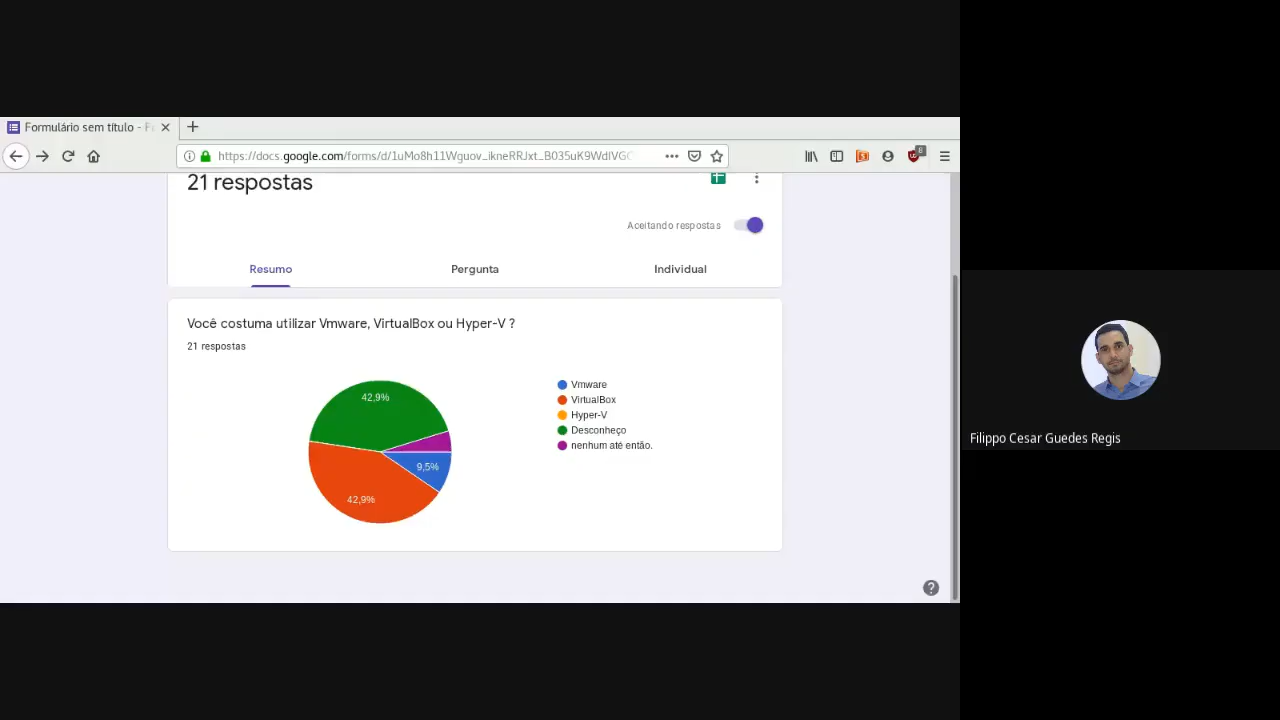 Formulário sem título - F
https://docs.google.com/forms/d/1uMo8h11Wguov_ikneRRJxt_B035uK9WdIVGC
6
21 respostas
Aceitando respostas
Resumo
Pergunta
Individual
Você costuma utilizar Vmware, VirtualBox ou Hyper-V ?
21 respostas
42,9%
9,5%
42,9%
Vmware
VirtualBox
Hyper-V
Desconheço
nenhum até então.
Filippo Cesar Guedes Regis